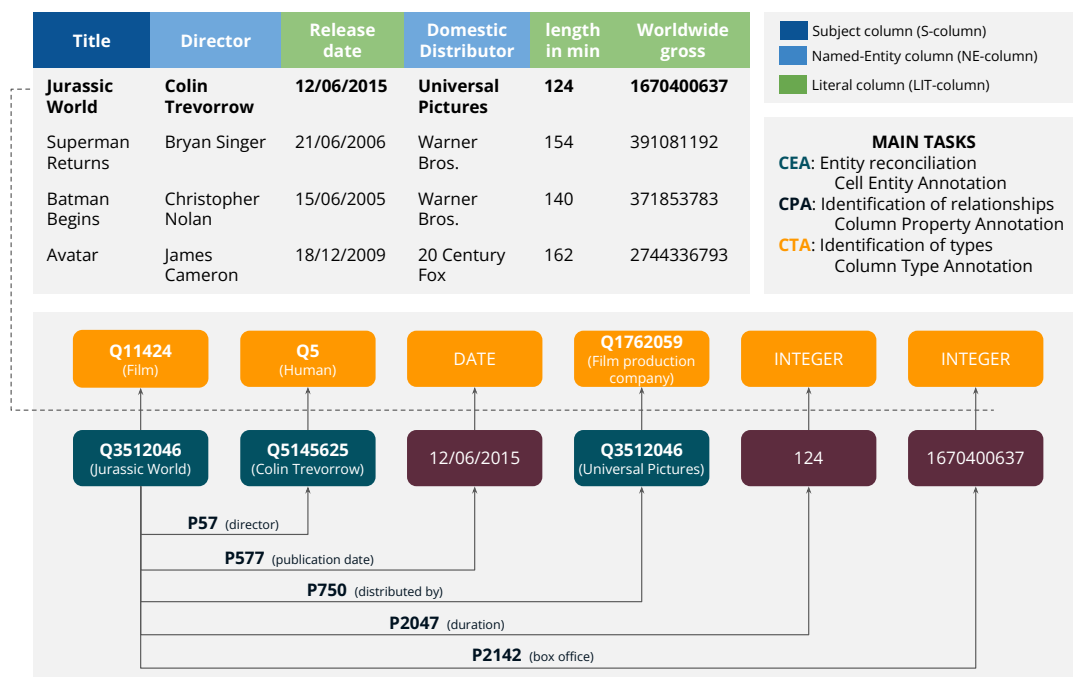 Title
Director
Release
date
Domestic
Distributor
length
in min
Worldwide
gross
Jurassic
World
Colin
Trevorrow
12/06/2015
Universal
Pictures
124
1670400637
Superman
Returns
Bryan Singer
21/06/2006
Warner
Bros.
154
391081192
Batman
Begins
Christopher
Nolan
15/06/2005
Warner
Bros.
140
371853783
Avatar
James
Cameron
18/12/2009
20 Century
Fox
162
2744336793
Subject column (S-column)
Named-Entity column (NE-column)
Literal column (LIT-column)
MAIN TASKS
CEA: Entity reconciliation
Cell Entity Annotation
CPA: Identification of relationships
Column Property Annotation
CTA: Identification of types
Column Type Annotation
Q11424
(Film)
Q5
(Human)
DATE
Q1762059
(Film production
company)
INTEGER
INTEGER
Q3512046
(Jurassic World)
Q5145625
(Colin Trevorrow)
12/06/2015
Q3512046
(Universal Pictures)
124
1670400637
P57 (director)
P577 (publication date)
P750 (distributed by)
P2047 (duration)
P2142 (box office)